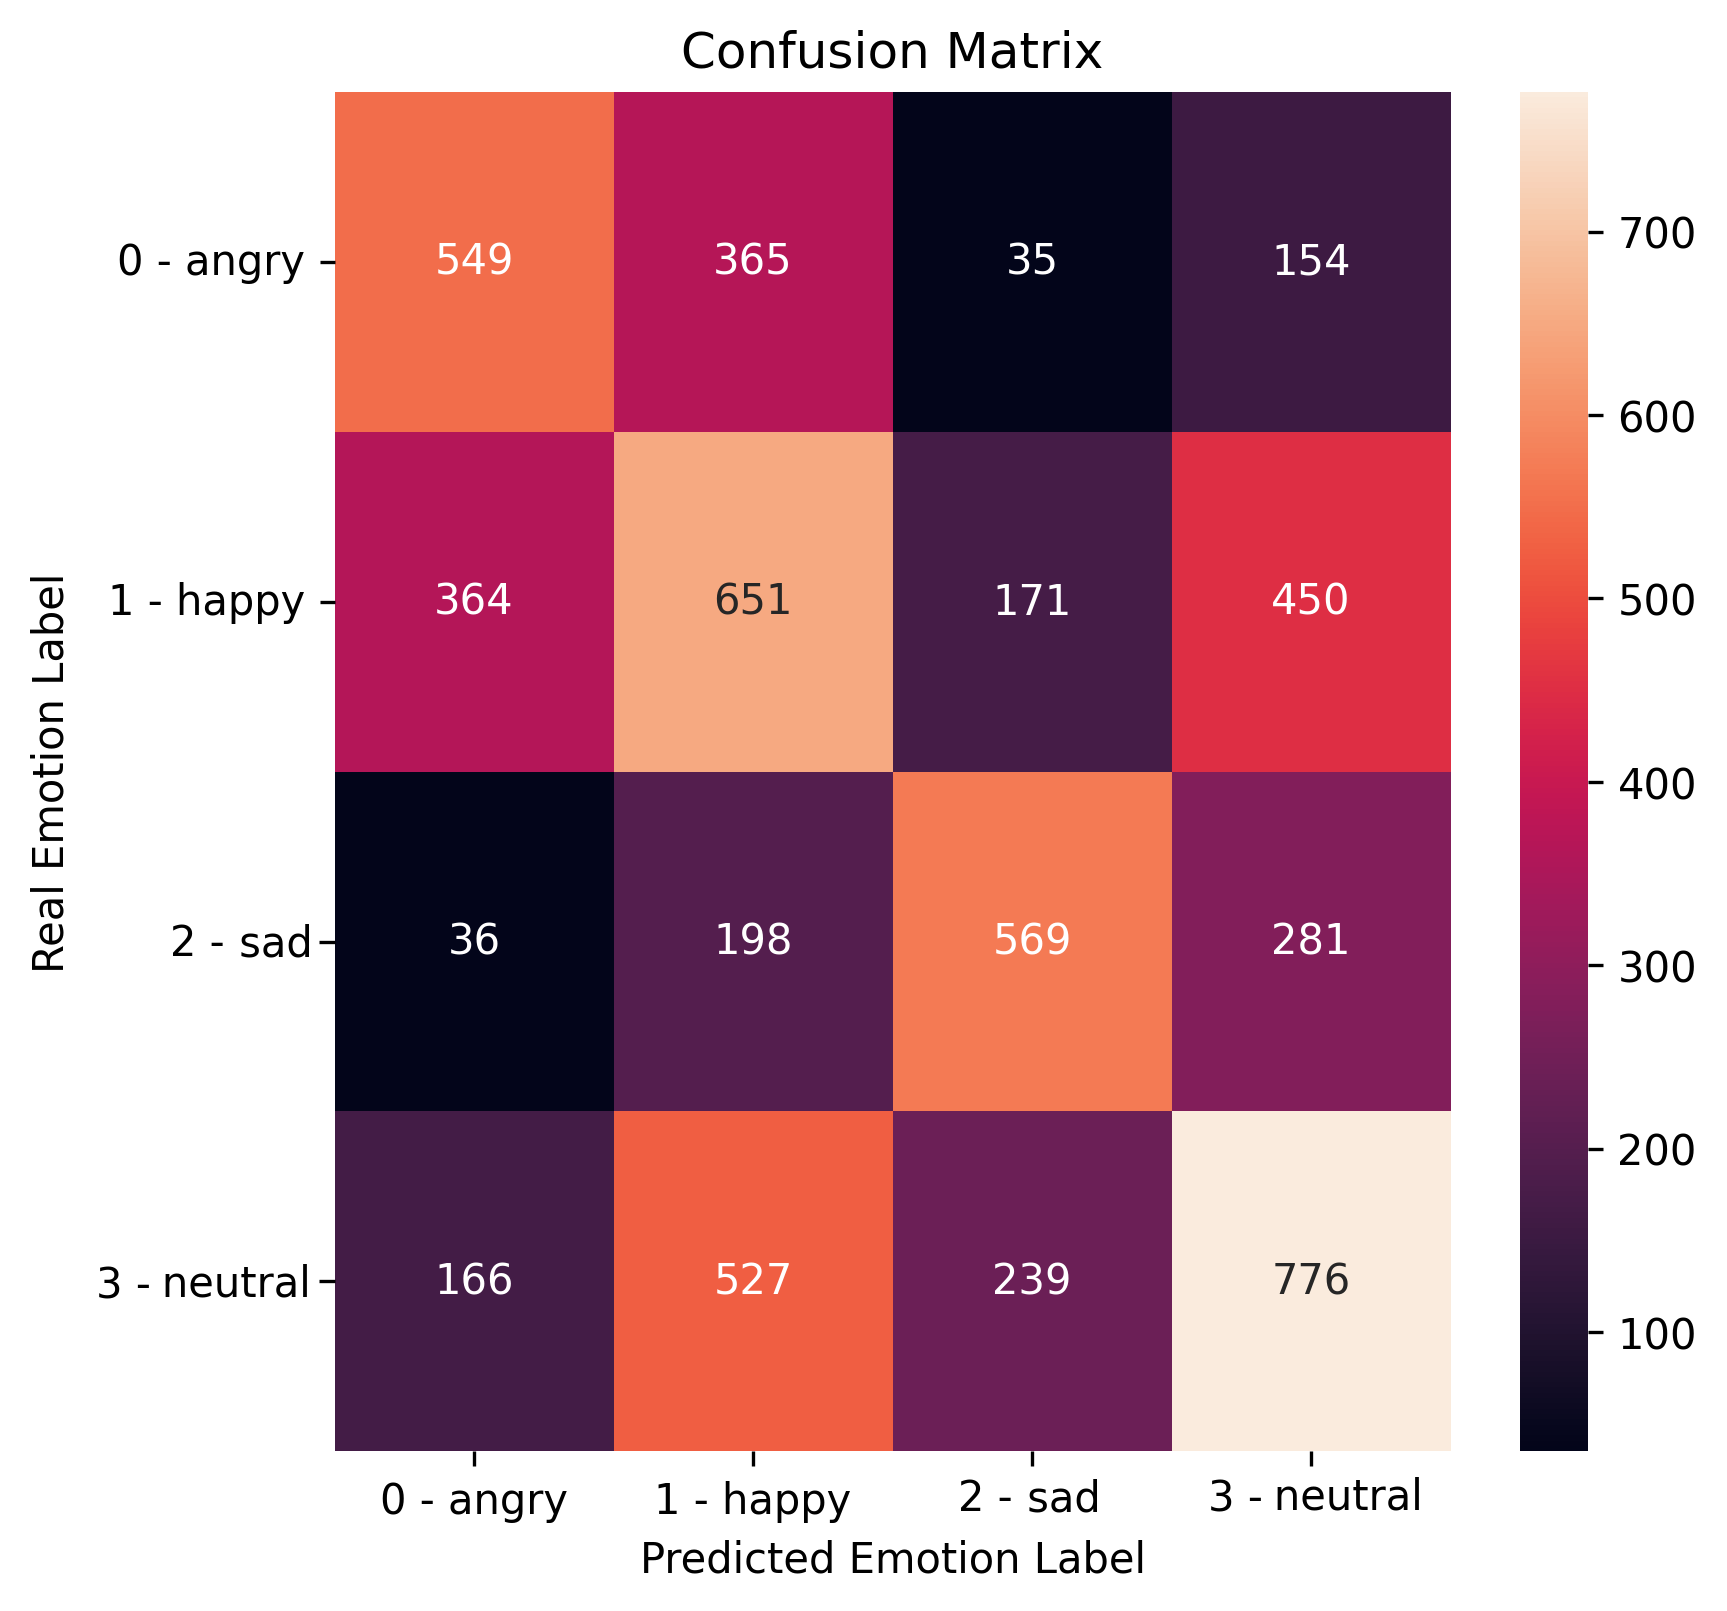 Confusion Matrix
Real Emotion Label
0 - angry 549 365 35 154
1 - happy 364 651 171 450
2 - sad 36 198 569 281
3 - neutral 166 527 239 776
0 - angry 1 - happy 2 - sad 3 - neutral
Predicted Emotion Label
700
600
500
400
300
200
100